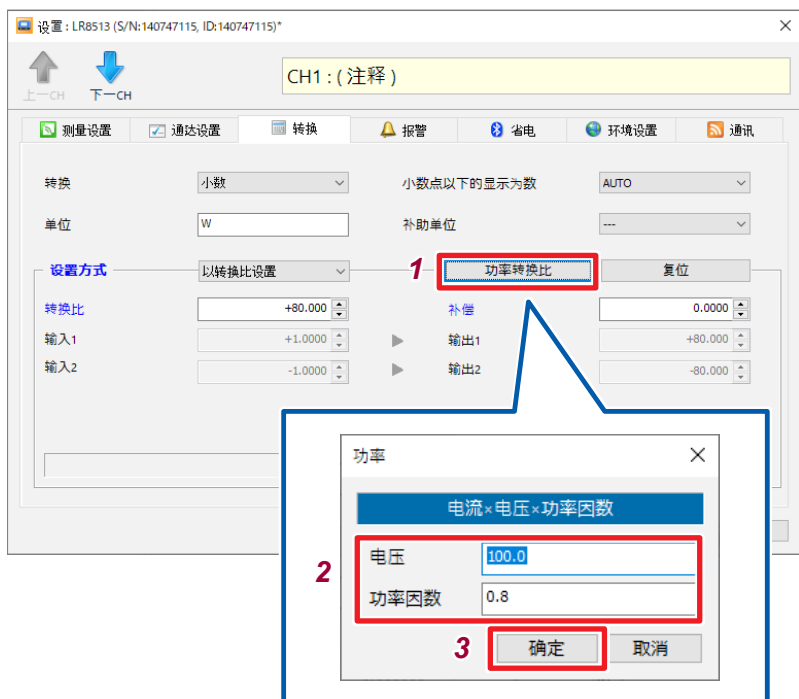 设置 : LR8513 (S/N:140747115, ID:140747115)*
上一CH 下一CH CH1 : ( 注释 )
测量设置 通达设置 转换 报警 省电 环境设置 通讯
转换 小数 小数点以下的显示为数 AUTO
单位 W 补助单位 ---
设置方式 以转换比设置 1 功率转换比 复位
转换比 +80.000 补偿 0.0000
输入1 +1.0000 输出1 +80.000
输入2 -1.0000 输出2 -80.000
功率
电流×电压×功率因数
2
电压 100.0
功率因数 0.8
3 确定 取消